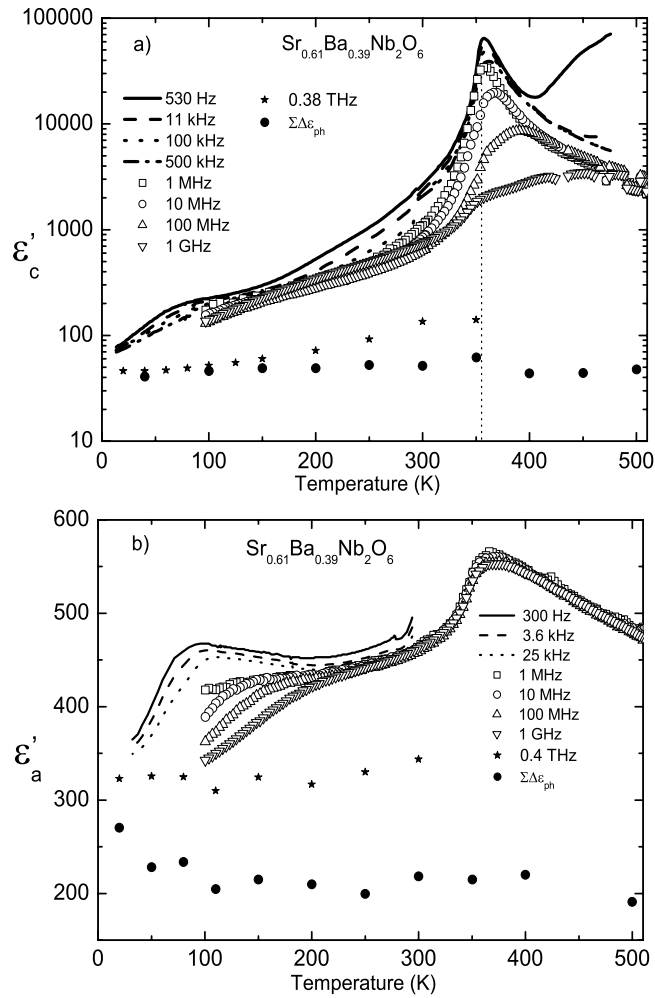 a)
Sr0.61Ba0.39Nb2O6
530 Hz
11 kHz
100 kHz
500 kHz
1 MHz
10 MHz
100 MHz
1 GHz
0.38 THz
ΣΔεph
100000
10000
1000
100
10
εc'
0 100 200 300 400 500
Temperature (K)
b)
Sr0.61Ba0.39Nb2O6
300 Hz
3.6 kHz
25 kHz
1 MHz
10 MHz
100 MHz
1 GHz
0.4 THz
ΣΔεph
600
500
400
300
200
εa'
0 100 200 300 400 500
Temperature (K)